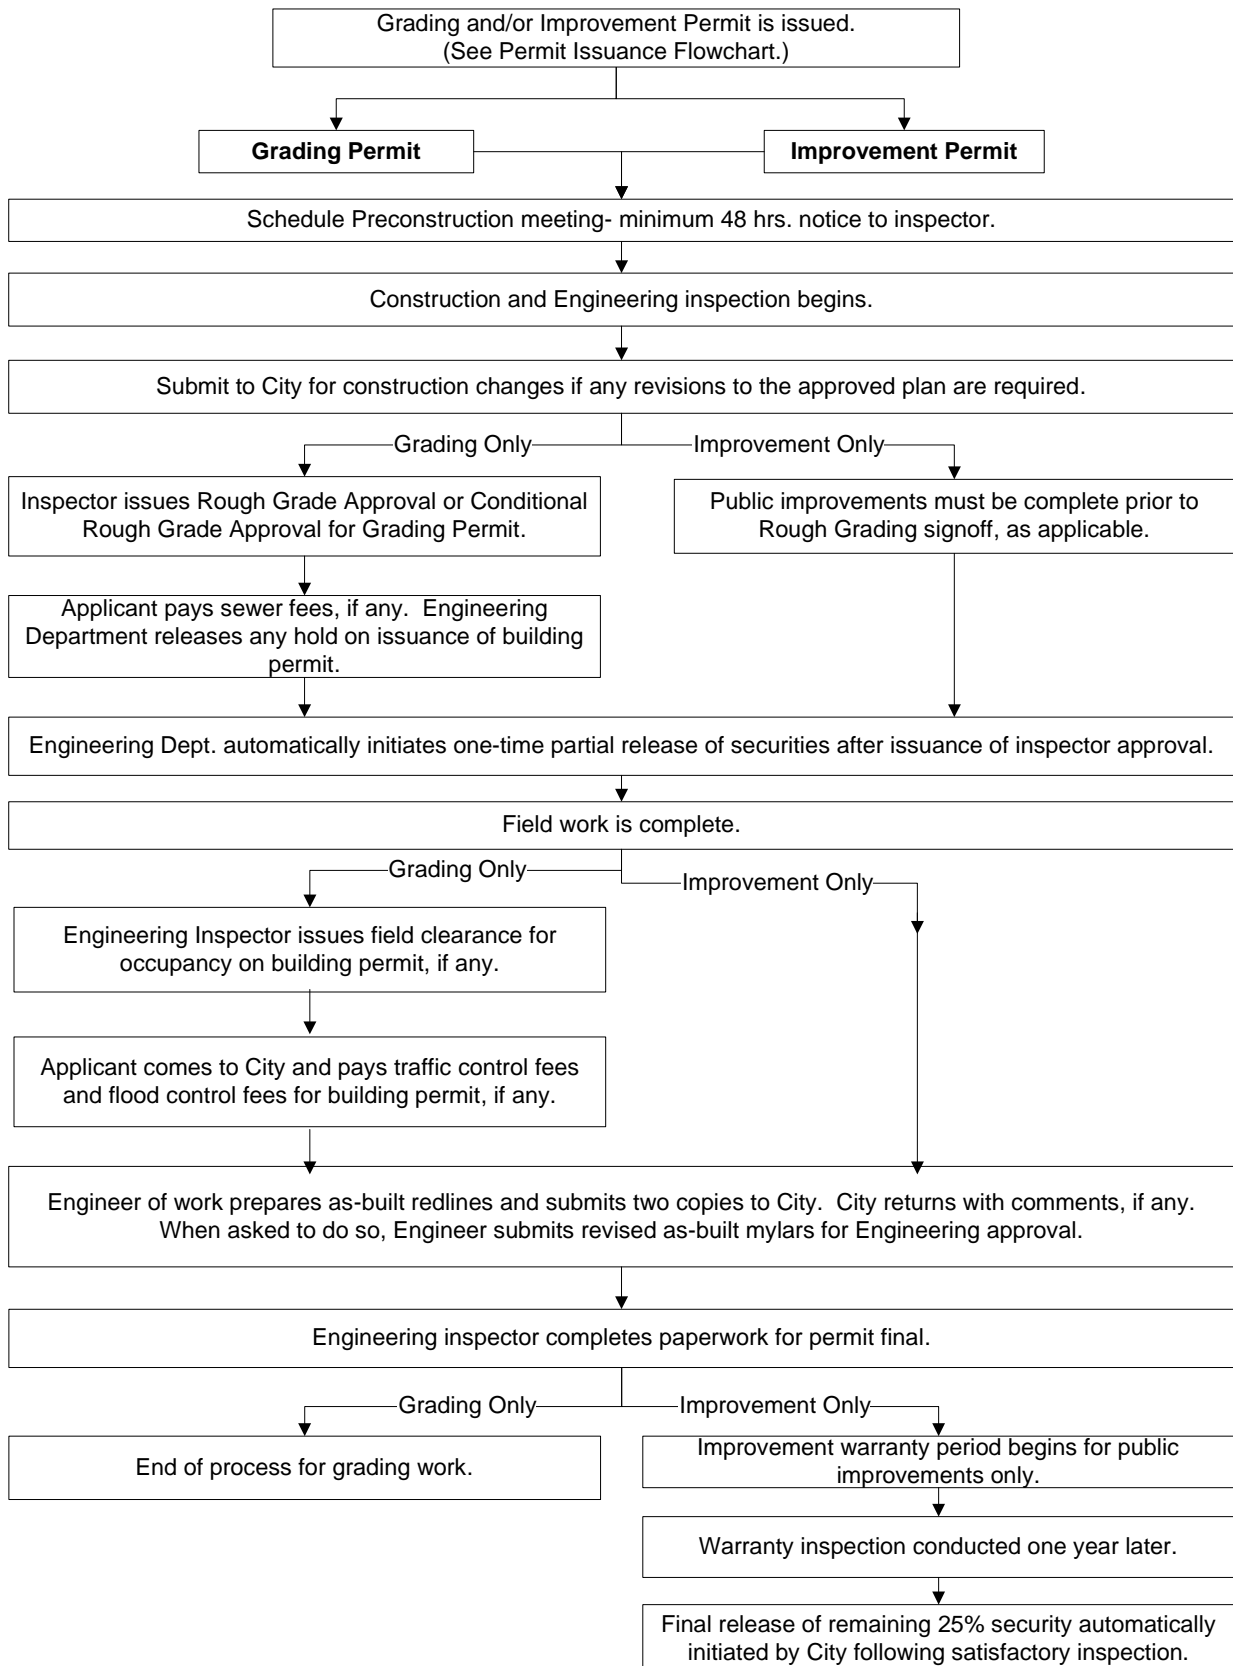 Grading and/or Improvement Permit is issued.
(See Permit Issuance Flowchart.)
Grading Permit
Improvement Permit
Schedule Preconstruction meeting- minimum 48 hrs. notice to inspector.
Construction and Engineering inspection begins.
Submit to City for construction changes if any revisions to the approved plan are required.
Grading Only
Improvement Only
Inspector issues Rough Grade Approval or Conditional
Rough Grade Approval for Grading Permit.
Public improvements must be complete prior to
Rough Grading signoff, as applicable.
Applicant pays sewer fees, if any.  Engineering
Department releases any hold on issuance of building
permit.
Engineering Dept. automatically initiates one-time partial release of securities after issuance of inspector approval.
Field work is complete.
Grading Only
Improvement Only
Engineering Inspector issues field clearance for
occupancy on building permit, if any.
Applicant comes to City and pays traffic control fees
and flood control fees for building permit, if any.
Engineer of work prepares as-built redlines and submits two copies to City.  City returns with comments, if any.
When asked to do so, Engineer submits revised as-built mylars for Engineering approval.
Engineering inspector completes paperwork for permit final.
Grading Only
Improvement Only
End of process for grading work.
Improvement warranty period begins for public
improvements only.
Warranty inspection conducted one year later.
Final release of remaining 25% security automatically
initiated by City following satisfactory inspection.